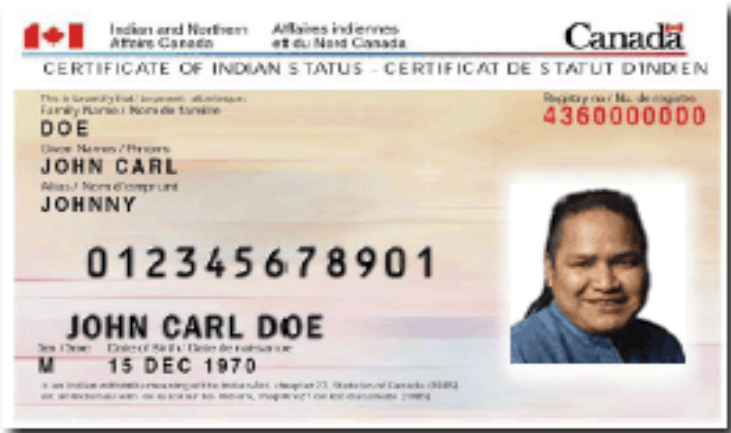 Indian and Northern Affairs Canada
Affaires indiennes et du Nord Canada
Canada
CERTIFICATE OF INDIAN STATUS - CERTIFICAT DE STATUT D'INDIEN
Family Name / Nom de famille
DOE
Registry no / No. de registre
4360000000
Given Names / Prénoms
JOHN CARL
Alias / Nom d'emprunt
JOHNNY
012345678901
JOHN CARL DOE
Sex / Sexe Date of Birth / Date de naissance
M 15 DEC 1970